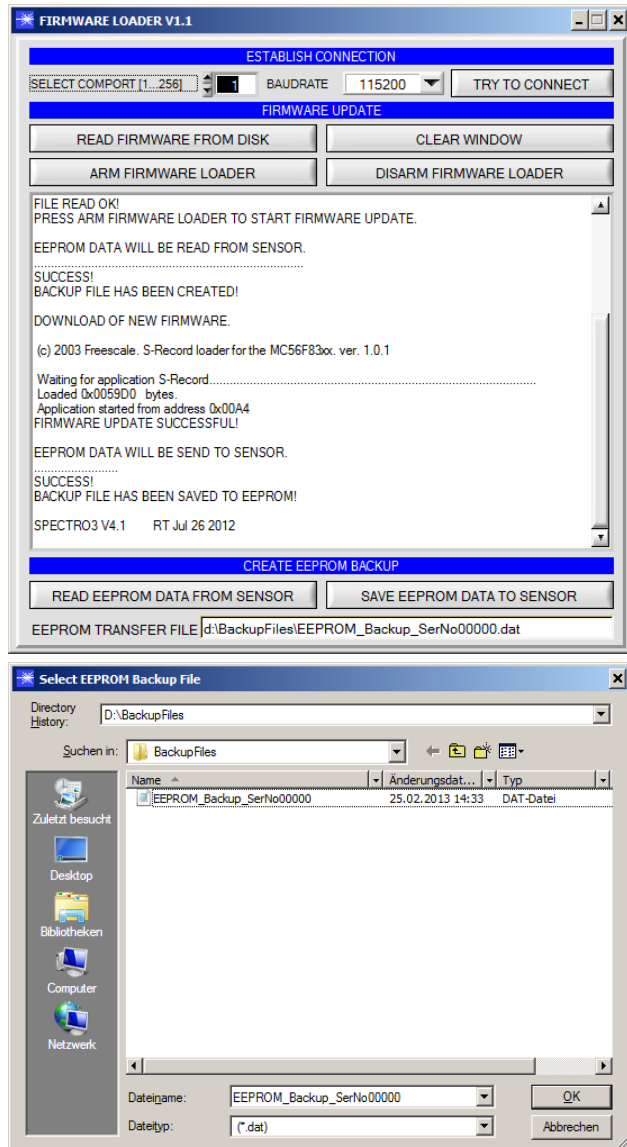 FIRMWARE LOADER V1.1
ESTABLISH CONNECTION
SELECT COMPORT [1...256] 1 BAUDRATE 115200 TRY TO CONNECT
FIRMWARE UPDATE
READ FIRMWARE FROM DISK CLEAR WINDOW
ARM FIRMWARE LOADER DISARM FIRMWARE LOADER
FILE READ OK!
PRESS ARM FIRMWARE LOADER TO START FIRMWARE UPDATE.
EEPROM DATA WILL BE READ FROM SENSOR.
......................................................................
SUCCESS!
BACKUP FILE HAS BEEN CREATED!
DOWNLOAD OF NEW FIRMWARE.
(c) 2003 Freescale. S-Record loader for the MC56F83xx. ver. 1.0.1
Waiting for application S-Record....................................................................................
Loaded 0x0059D0 bytes.
Application started from address 0x00A4
FIRMWARE UPDATE SUCCESSFUL!
EEPROM DATA WILL BE SEND TO SENSOR.
......................
SUCCESS!
BACKUP FILE HAS BEEN SAVED TO EEPROM!
SPECTRO3 V4.1 RT Jul 26 2012
CREATE EEPROM BACKUP
READ EEPROM DATA FROM SENSOR SAVE EEPROM DATA TO SENSOR
EEPROM TRANSFER FILE d:\BackupFiles\EEPROM_Backup_SerNo00000.dat
Select EEPROM Backup File
Directory
History: D:\BackupFiles
Suchen in: BackupFiles
Name Änderungsdat... Typ
EEPROM_Backup_SerNo00000 25.02.2013 14:33 DAT-Datei
Zuletzt besucht
Desktop
Bibliotheken
Computer
Netzwerk
Dateiname: EEPROM_Backup_SerNo00000 OK
Dateityp: (*.dat) Abbrechen